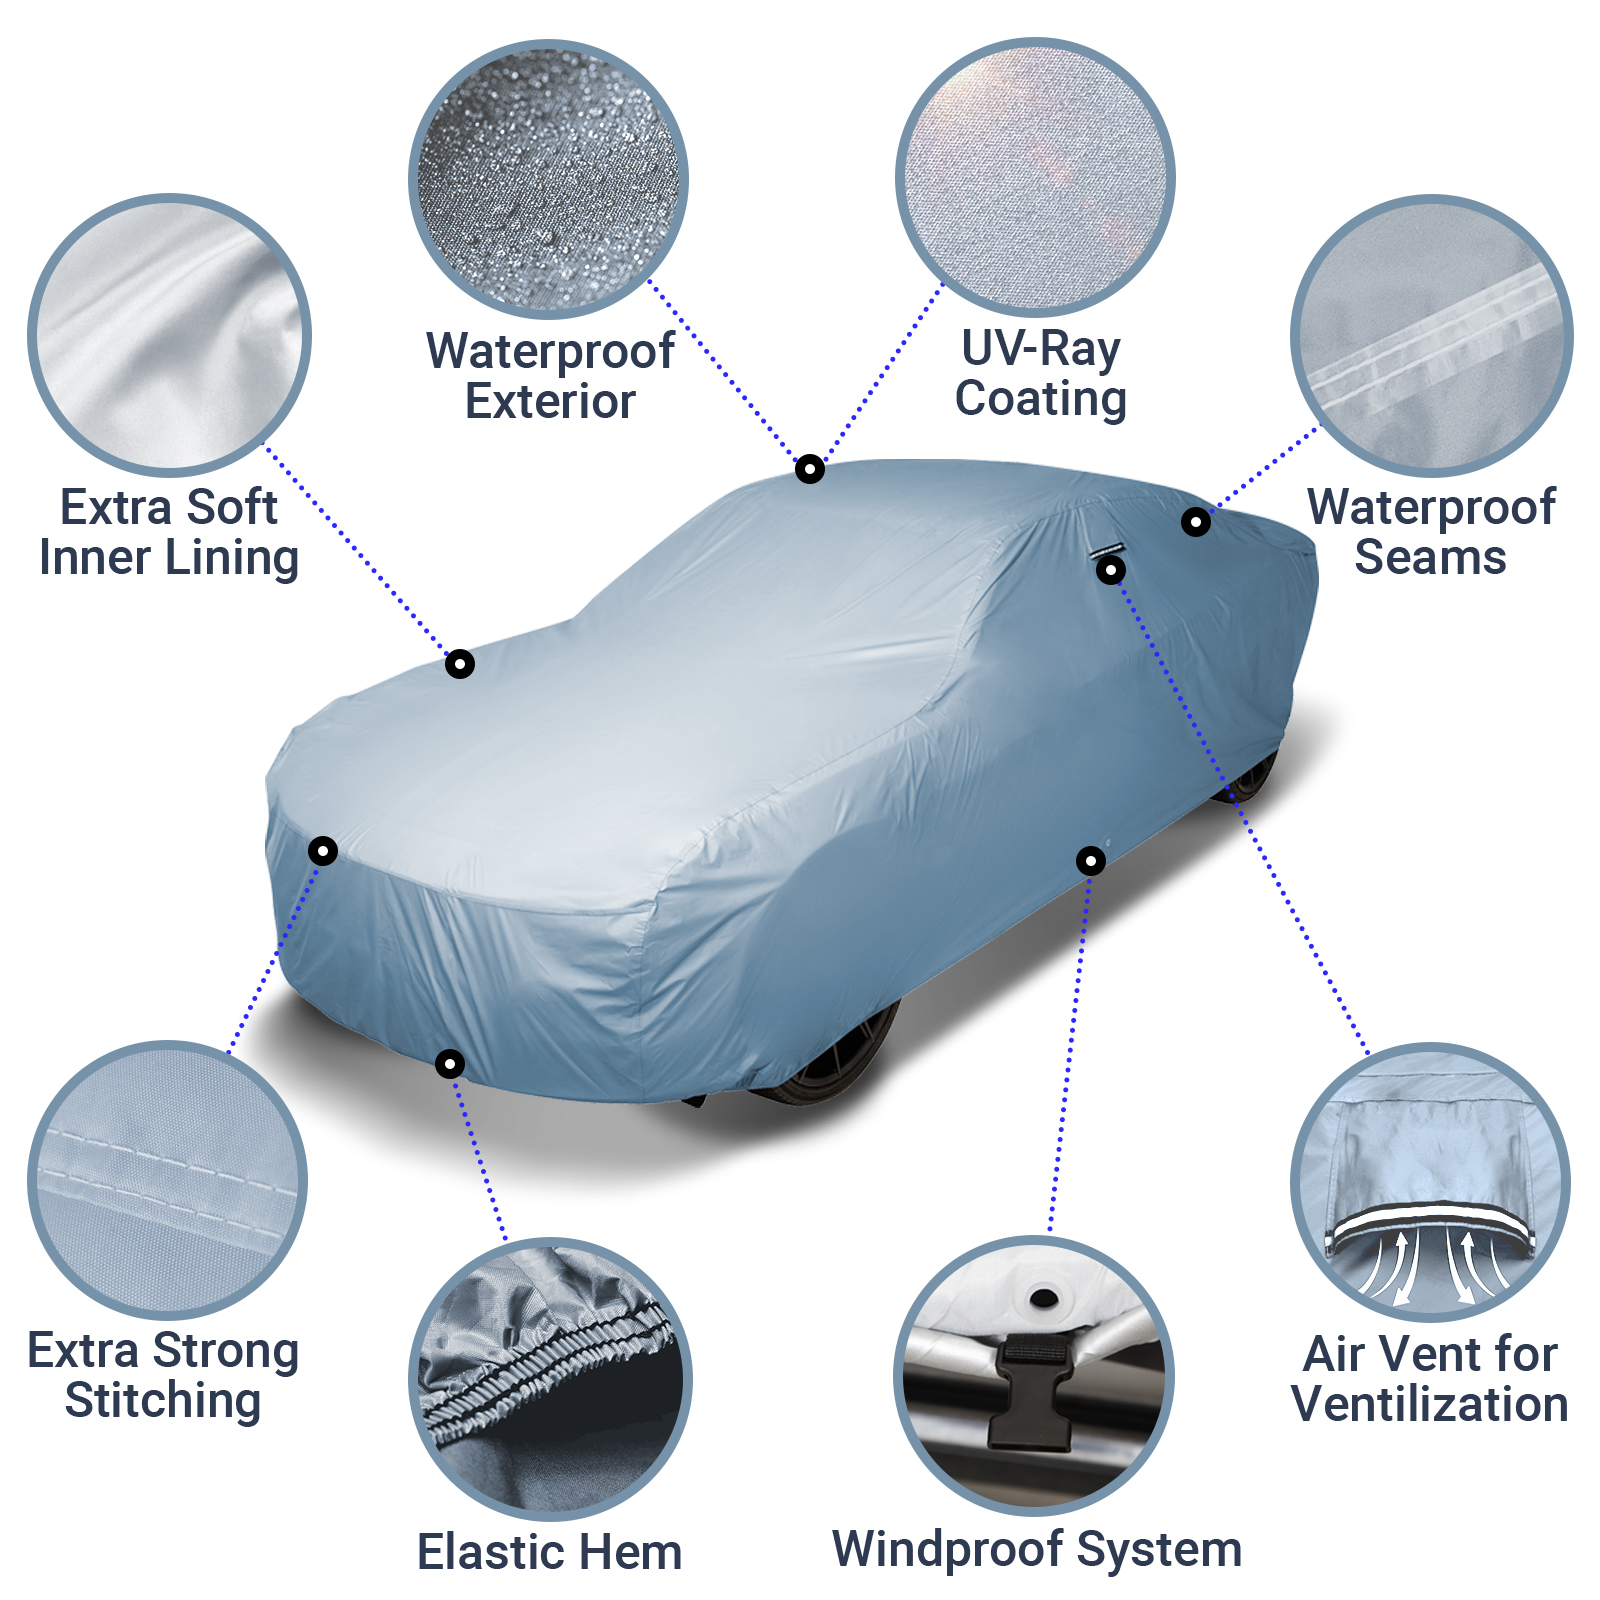 Waterproof
Exterior
UV-Ray
Coating
Extra Soft
Inner Lining
Waterproof
Seams
Extra Strong
Stitching
Elastic Hem
Windproof System
Air Vent for
Ventilization